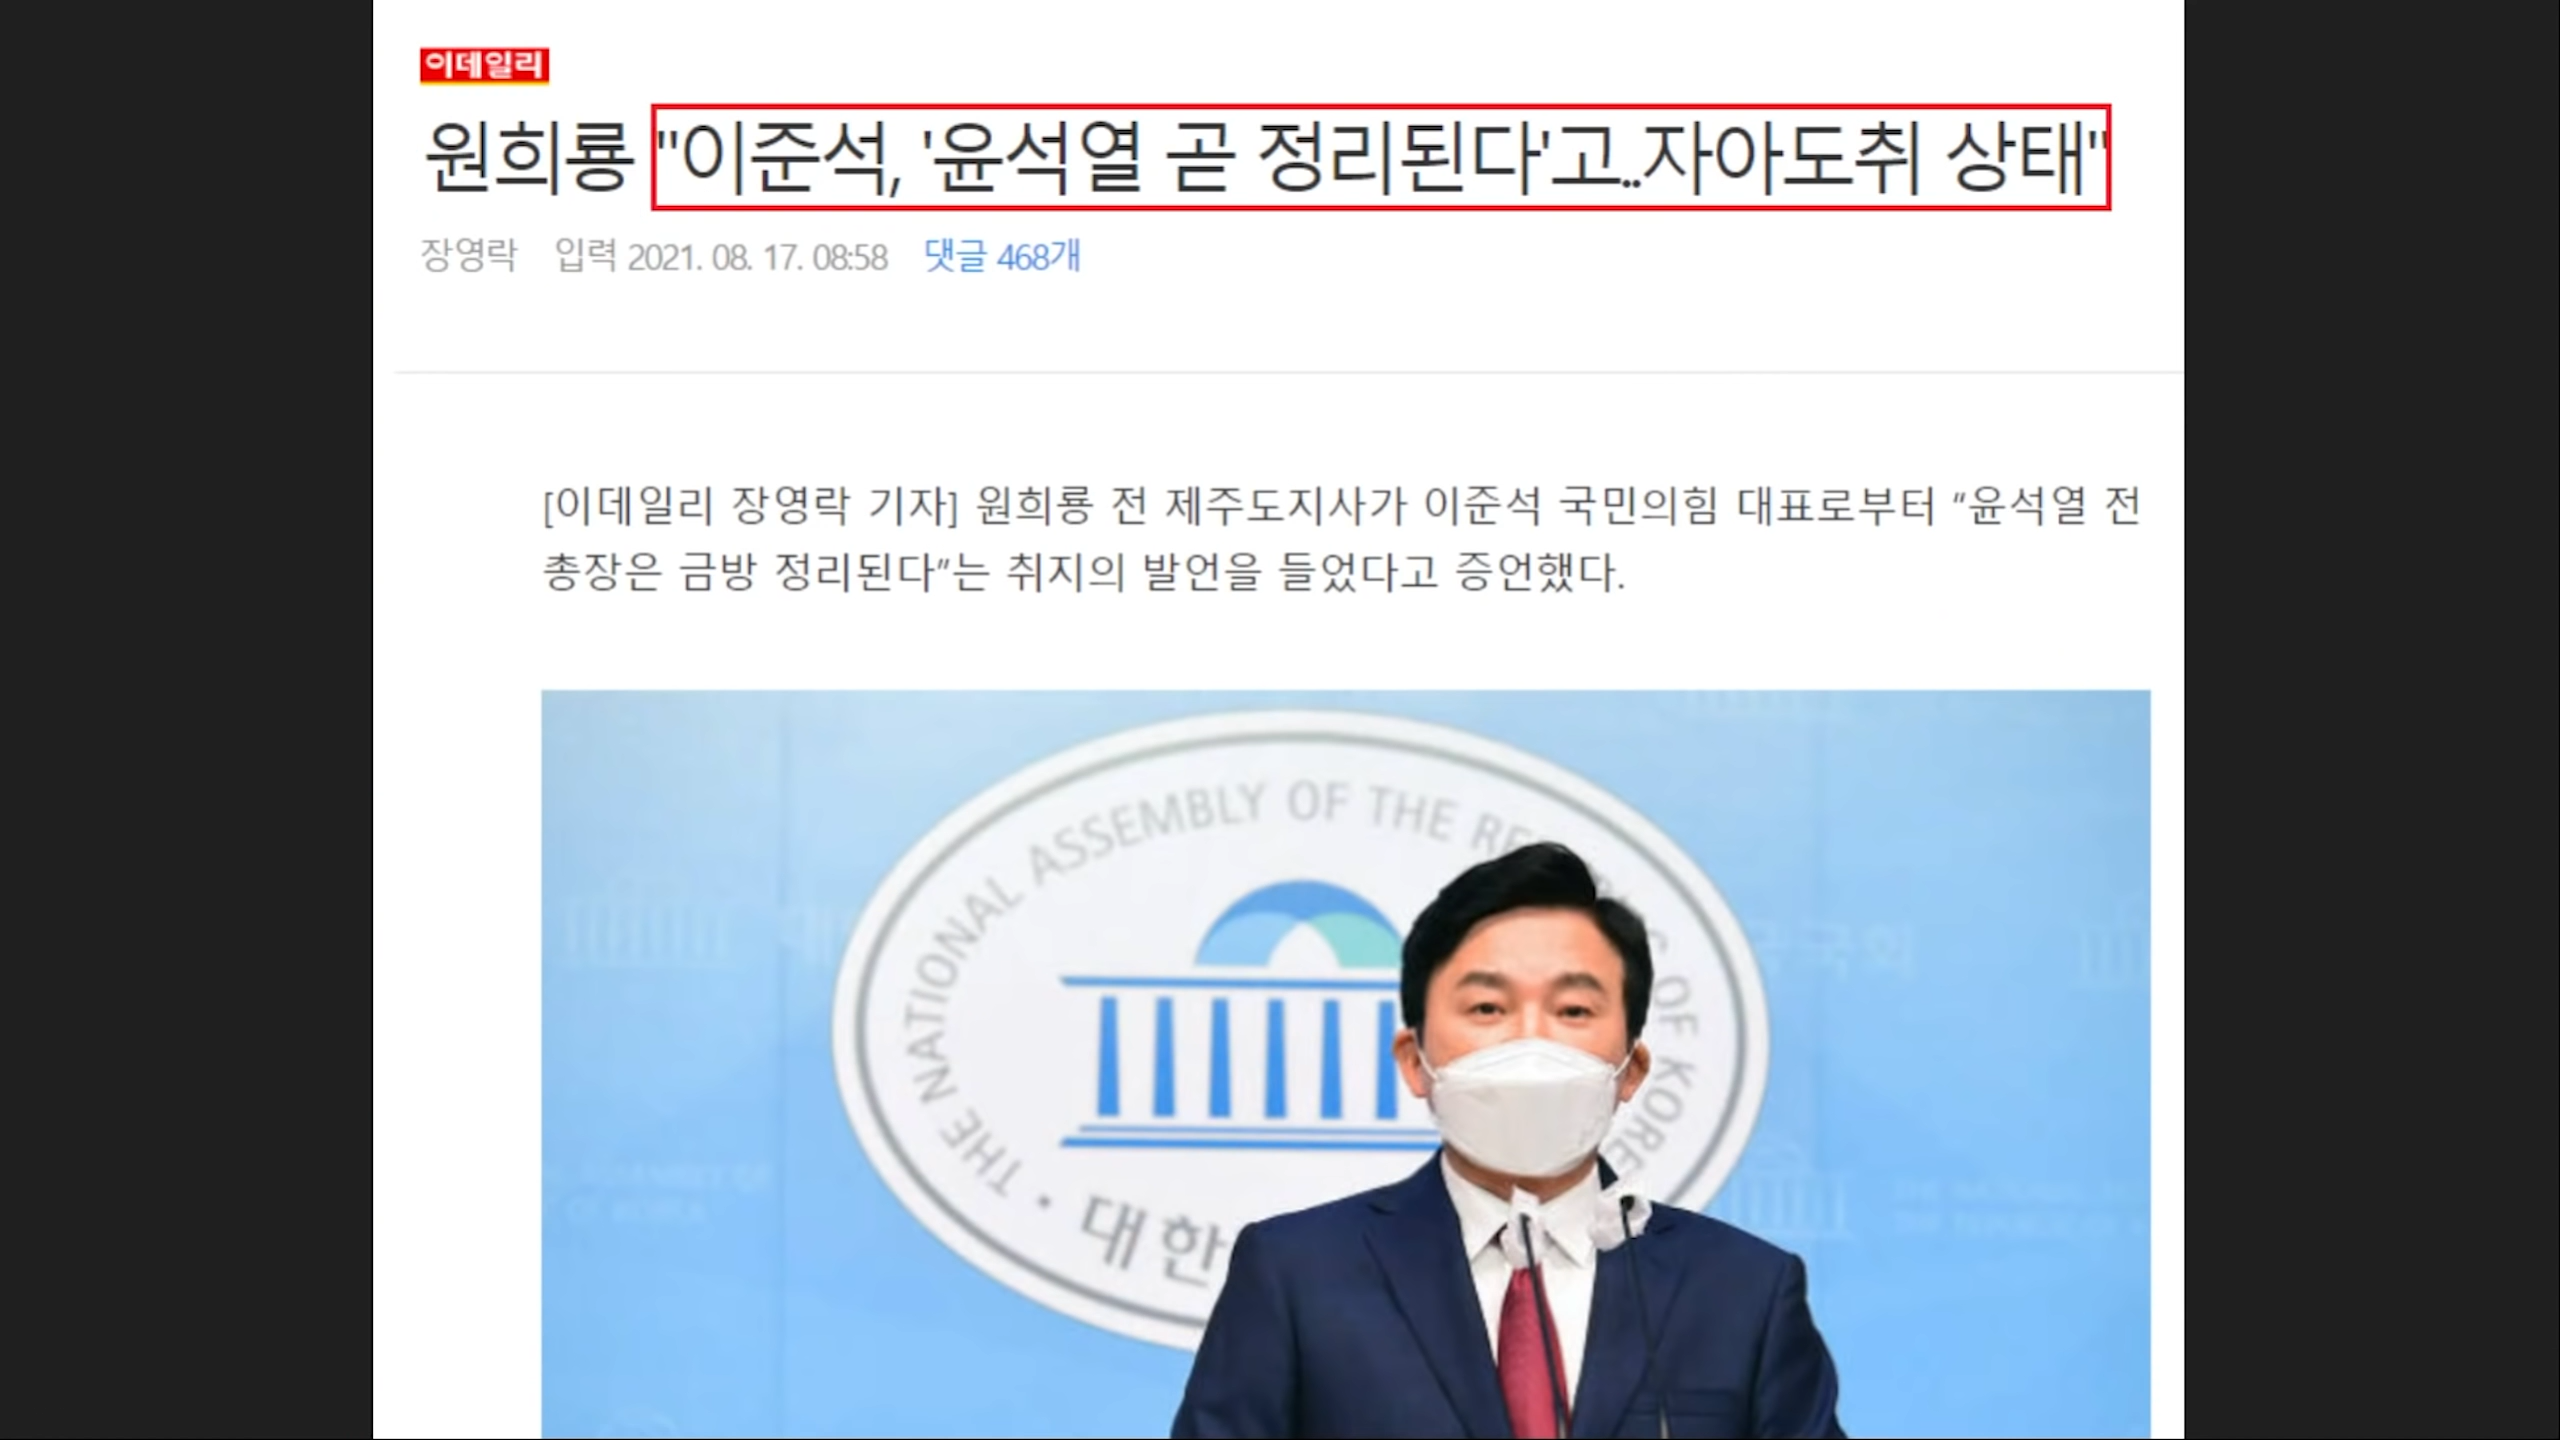 이데일리
원희룡 "이준석, '윤석열 곧 정리된다'고..자아도취 상태"
장영락 입력 2021. 08. 17. 08:58 댓글 468개
[이데일리 장영락 기자] 원희룡 전 제주도지사가 이준석 국민의힘 대표로부터 “윤석열 전
총장은 금방 정리된다”는 취지의 발언을 들었다고 증언했다.
THE NATIONAL ASSEMBLY OF THE OF KOREA
대한